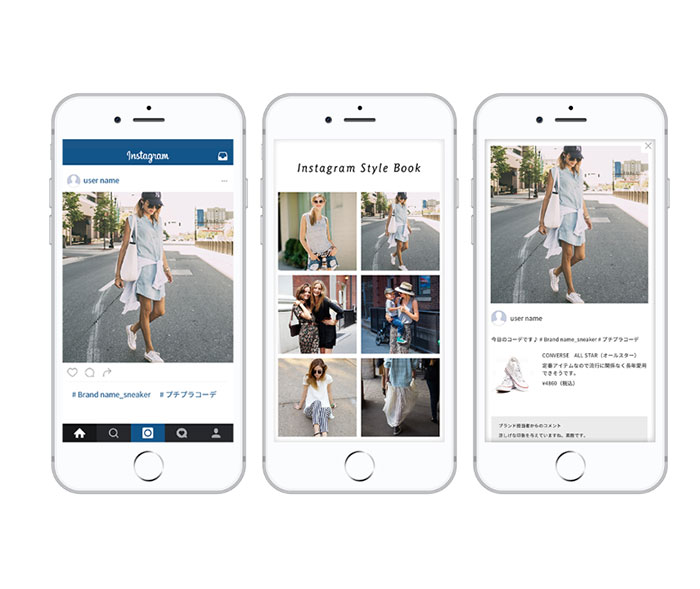 Instagram
user name
# Brand name_sneaker # プチプラコーデ
Instagram Style Book
user name
今日のコーデです♪ # Brand name_sneaker # プチプラコーデ
CONVERSE ALL STAR（オールスター）
定番アイテムなので流行に関係なく長年愛用
できそうです。
¥4860（税込）
ブランド担当者からのコメント
涼しげな印象を与えていますね。素敵です。